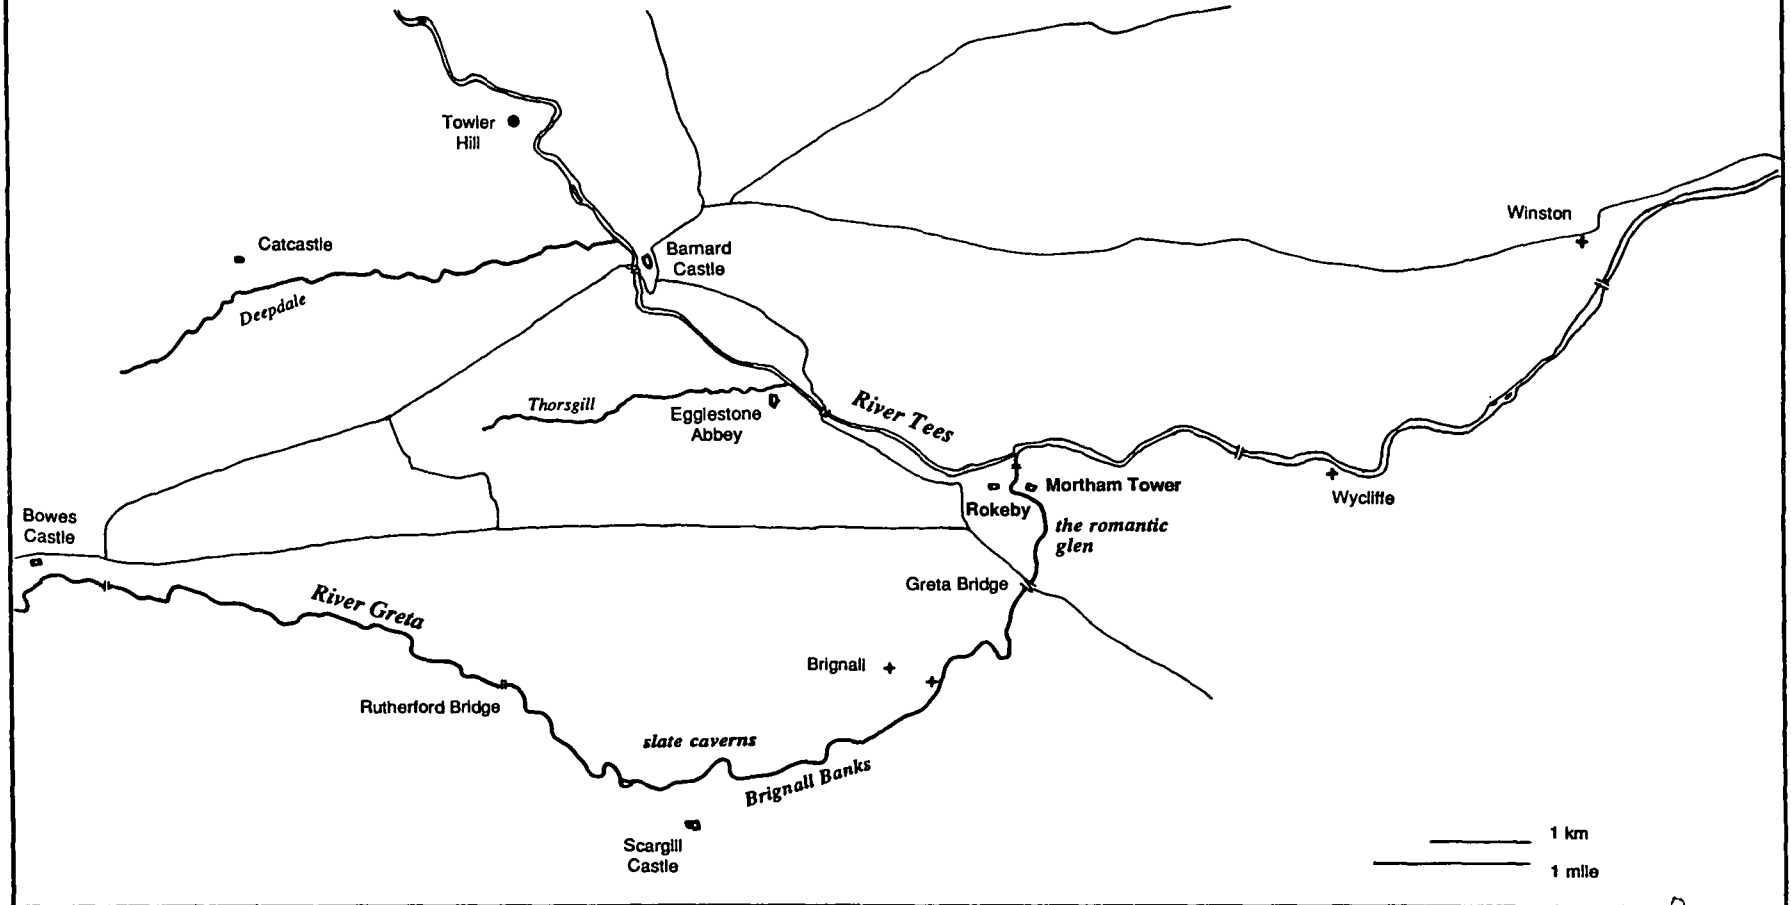 Towler
Hill
Catcastle
Deepdale
Barnard
Castle
Winston
Thorsgill
Egglestone
Abbey
River Tees
Mortham Tower
Rokeby
Wycliffe
the romantic
glen
Bowes
Castle
Greta Bridge
River Greta
Brignall
Rutherford Bridge
slate caverns
Brignall Banks
Scargill
Castle
1 km
1 mile